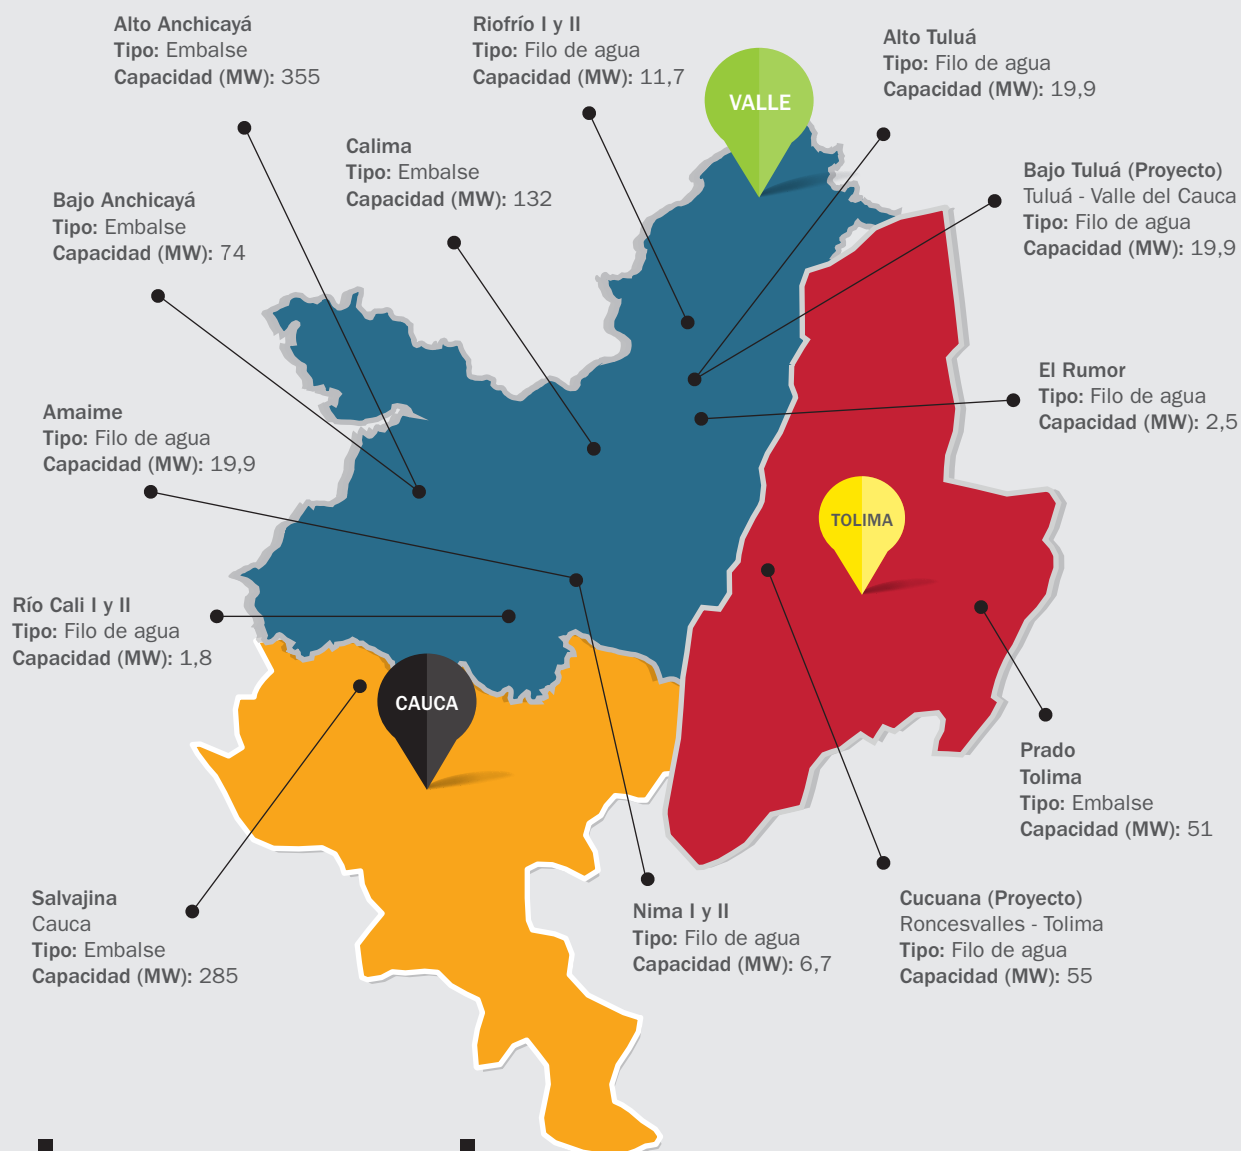 Alto Anchicayá
Tipo: Embalse
Capacidad (MW): 355
Riofrío I y II
Tipo: Filo de agua
Capacidad (MW): 11,7
Alto Tuluá
Tipo: Filo de agua
Capacidad (MW): 19,9
VALLE
Calima
Tipo: Embalse
Capacidad (MW): 132
Bajo Tuluá (Proyecto)
Tuluá - Valle del Cauca
Tipo: Filo de agua
Capacidad (MW): 19,9
Bajo Anchicayá
Tipo: Embalse
Capacidad (MW): 74
El Rumor
Tipo: Filo de agua
Capacidad (MW): 2,5
Amaime
Tipo: Filo de agua
Capacidad (MW): 19,9
TOLIMA
Río Cali I y II
Tipo: Filo de agua
Capacidad (MW): 1,8
CAUCA
Prado
Tolima
Tipo: Embalse
Capacidad (MW): 51
Salvajina
Cauca
Tipo: Embalse
Capacidad (MW): 285
Nima I y II
Tipo: Filo de agua
Capacidad (MW): 6,7
Cucuana (Proyecto)
Roncesvalles - Tolima
Tipo: Filo de agua
Capacidad (MW): 55